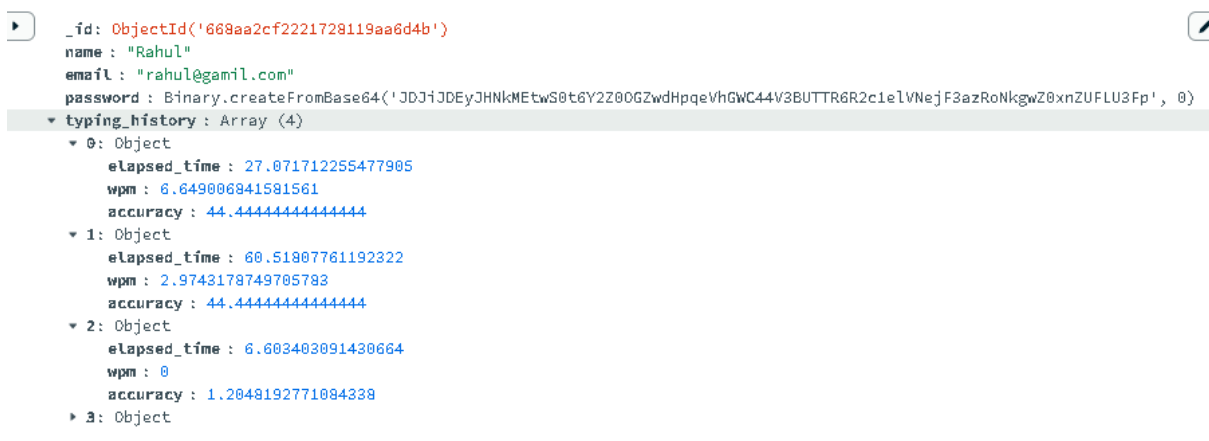 _id: ObjectId('668aa2cf2221728119aa6d4b')
name : "Rahul"
email : "rahul@gamil.com"
password : Binary.createFromBase64('JDJiJDEyJHNkMEtwS0t6Y2Z0OGZwdHpqeVhGWC44V3BUTTR6R2c1elVNejF3azRoNkgwZ0xnZUFLU3Fp', 0)
typing_history : Array (4)
0: Object
elapsed_time : 27.071712255477905
wpm : 6.649006841581561
accuracy : 44.44444444444444
1: Object
elapsed_time : 60.51807761192322
wpm : 2.9743178749705783
accuracy : 44.44444444444444
2: Object
elapsed_time : 6.603403091430664
wpm : 0
accuracy : 1.2048192771084338
3: Object